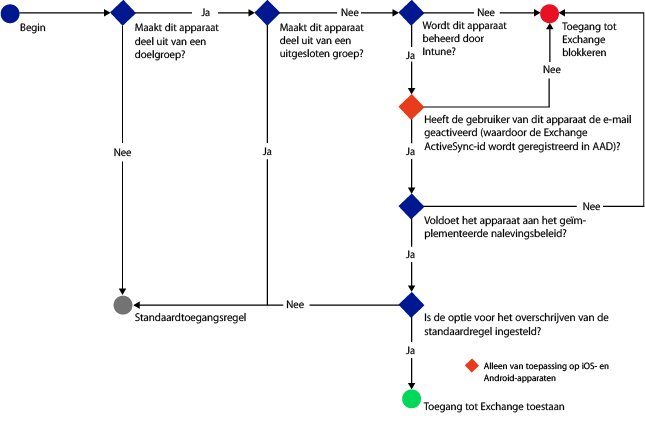 Begin
Ja
Maakt dit apparaat
deel uit van een
doelgroep?
Nee
Maakt dit apparaat
deel uit van een
uitgesloten groep?
Nee
Wordt dit apparaat
beheerd door
Intune?
Nee
Toegang tot
Exchange
blokkeren
Ja
Nee
Heeft de gebruiker van dit apparaat de e-mail
geactiveerd (waardoor de Exchange
ActiveSync-id wordt geregistreerd in AAD)?
Nee
Ja
Ja
Nee
Voldoet het apparaat aan het geïm-
plementeerde nalevingsbeleid?
Ja
Standaardtoegangsregel
Nee
Is de optie voor het overschrijven van de
standaardregel ingesteld?
Ja
Alleen van toepassing op iOS- en
Android-apparaten
Toegang tot Exchange toestaan